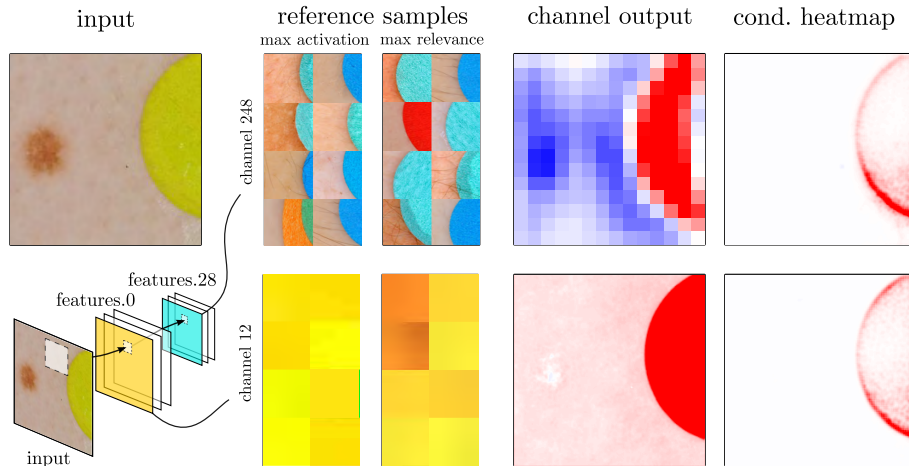 input
reference samples
max activation
max relevance
channel output
cond. heatmap
channel 248
features.28
features.0
channel 12
input